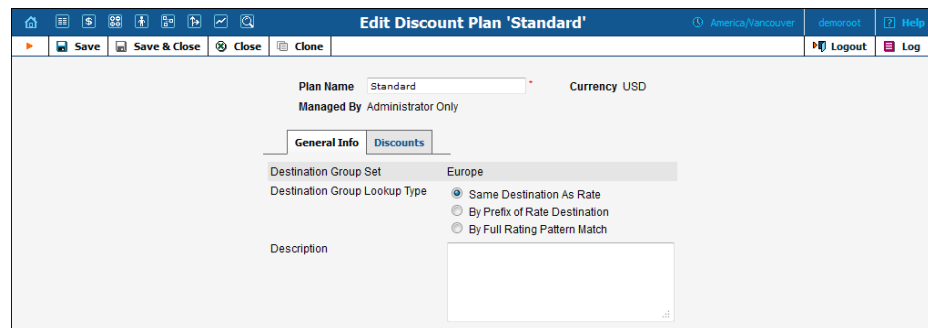 Edit Discount Plan 'Standard'
America/Vancouver
demoroot
? Help
Save
Save & Close
Close
Clone
Logout
Log
Plan Name Standard * Currency USD
Managed By Administrator Only
General Info Discounts
Destination Group Set Europe
Destination Group Lookup Type Same Destination As Rate
By Prefix of Rate Destination
By Full Rating Pattern Match
Description